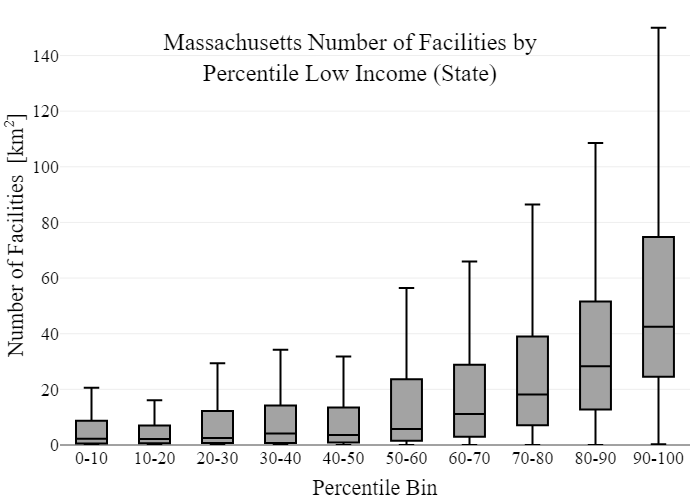 Massachusetts Number of Facilities by
Percentile Low Income (State)
Number of Facilities [km²]
140
120
100
80
60
40
20
0
0-10 10-20 20-30 30-40 40-50 50-60 60-70 70-80 80-90 90-100
Percentile Bin